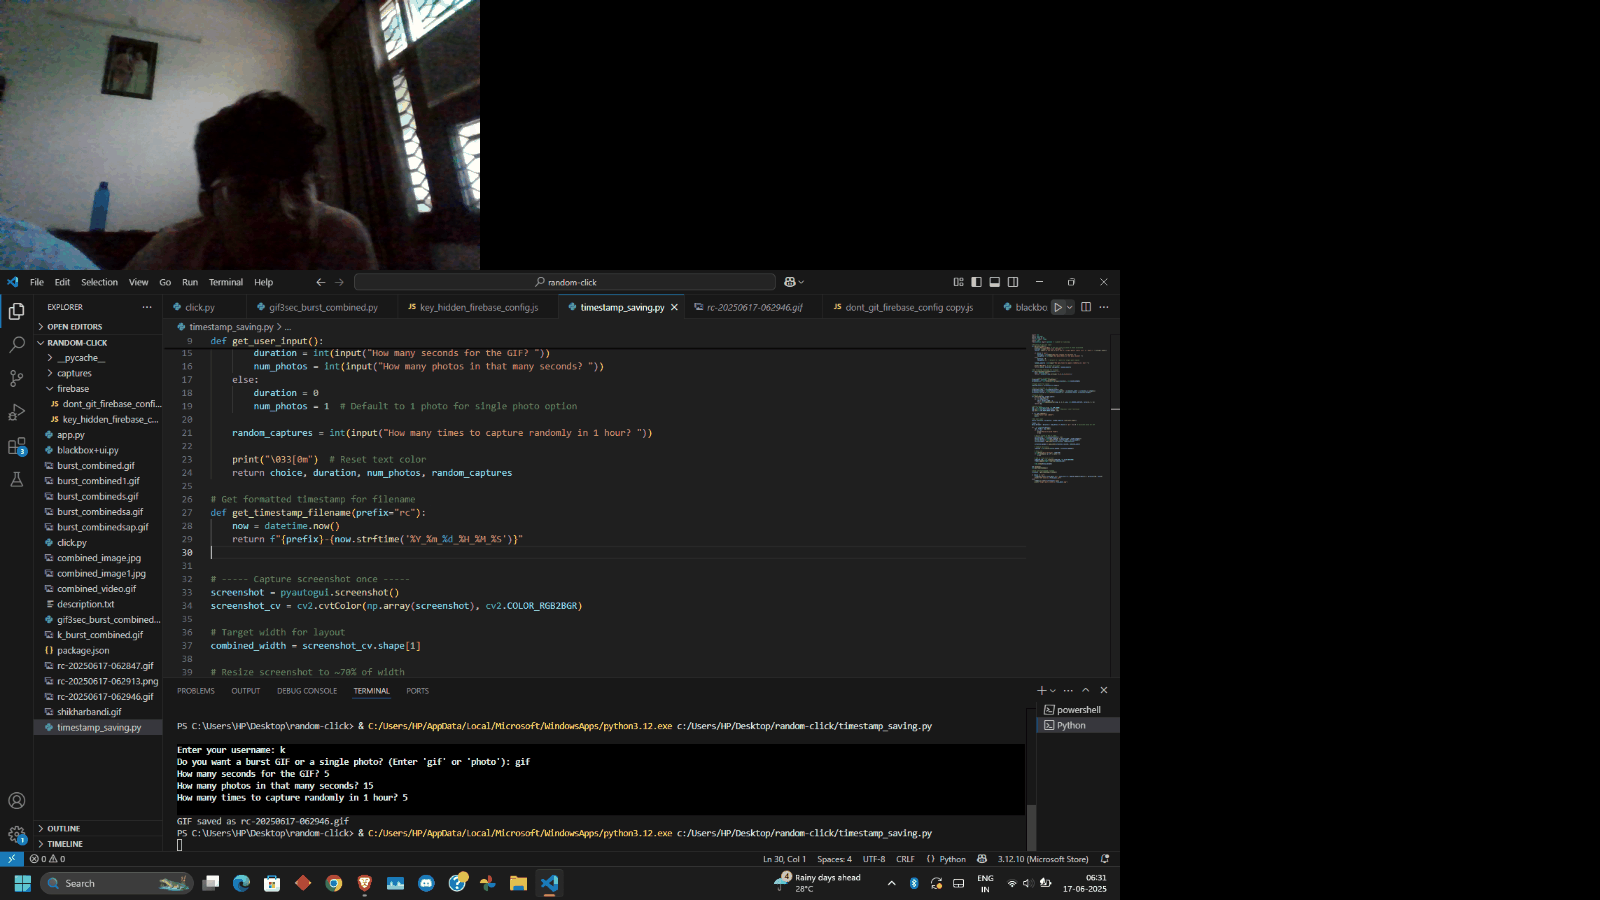 File Edit Selection View Go Run Terminal Help
random-click
EXPLORER
OPEN EDITORS
RANDOM-CLICK
__pycache__
captures
firebase
dont_git_firebase_confi...
key_hidden_firebase_c...
app.py
blackbox+ui.py
burst_combined.gif
burst_combined1.gif
burst_combineds.gif
burst_combinedsa.gif
burst_combinedsap.gif
click.py
combined_image.jpg
combined_image1.jpg
combined_video.gif
description.txt
gif3sec_burst_combined...
k_burst_combined.gif
package.json
rc-20250617-062847.gif
rc-20250617-062913.png
rc-20250617-062946.gif
shikharbandi.gif
timestamp_saving.py
OUTLINE
TIMELINE
click.py gif3sec_burst_combined.py key_hidden_firebase_config.js timestamp_saving.py rc-20250617-062946.gif dont_git_firebase_config copy.js blackbo
timestamp_saving.py > ...
9 def get_user_input():
15 duration = int(input("How many seconds for the GIF? "))
16 num_photos = int(input("How many photos in that many seconds? "))
17 else:
18 duration = 0
19 num_photos = 1 # Default to 1 photo for single photo option
20
21 random_captures = int(input("How many times to capture randomly in 1 hour? "))
22
23 print("\033[0m") # Reset text color
24 return choice, duration, num_photos, random_captures
25
26 # Get formatted timestamp for filename
27 def get_timestamp_filename(prefix="rc"):
28 now = datetime.now()
29 return f"{prefix}-{now.strftime('%Y_%m_%d_%H_%M_%S')}"
30
31
32 # ----- Capture screenshot once -----
33 screenshot = pyautogui.screenshot()
34 screenshot_cv = cv2.cvtColor(np.array(screenshot), cv2.COLOR_RGB2BGR)
35
36 # Target width for layout
37 combined_width = screenshot_cv.shape[1]
38
39 # Resize screenshot to ~70% of width
PROBLEMS OUTPUT DEBUG CONSOLE TERMINAL PORTS
powershell
Python
PS C:\Users\HP\Desktop\random-click> & C:/Users/HP/AppData/Local/Microsoft/WindowsApps/python3.12.exe c:/Users/HP/Desktop/random-click/timestamp_saving.py
Enter your username: k
Do you want a burst GIF or a single photo? (Enter 'gif' or 'photo'): gif
How many seconds for the GIF? 5
How many photos in that many seconds? 15
How many times to capture randomly in 1 hour? 5
GIF saved as rc-20250617-062946.gif
PS C:\Users\HP\Desktop\random-click> & C:/Users/HP/AppData/Local/Microsoft/WindowsApps/python3.12.exe c:/Users/HP/Desktop/random-click/timestamp_saving.py
0 0 Ln 30, Col 1 Spaces: 4 UTF-8 CRLF Python 3.12.10 (Microsoft Store)
Search
4
Rainy days ahead
28°C
ENG
IN
06:31
17-06-2025
3
1